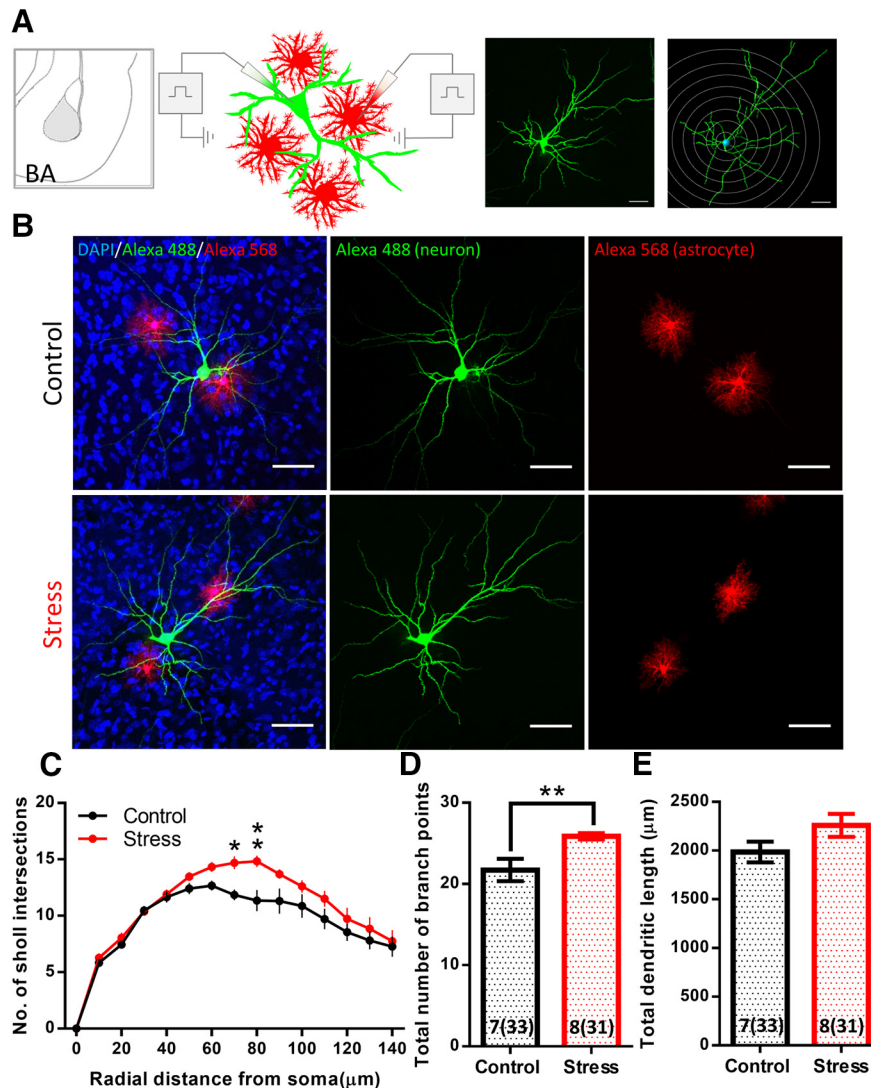 A
BA
B
DAPI/Alexa 488/Alexa 568
Alexa 488 (neuron)
Alexa 568 (astrocyte)
Control
Stress
C
No. of sholl intersections
20
15
10
5
0
Control
Stress
*
*
*
0 20 40 60 80 100 120 140
Radial distance from soma(μm)
D
Total number of branch points
30
20
10
0
**
7(33)
8(31)
Control Stress
E
Total dendritic length (μm)
2500
2000
1500
1000
500
0
7(33)
8(31)
Control Stress